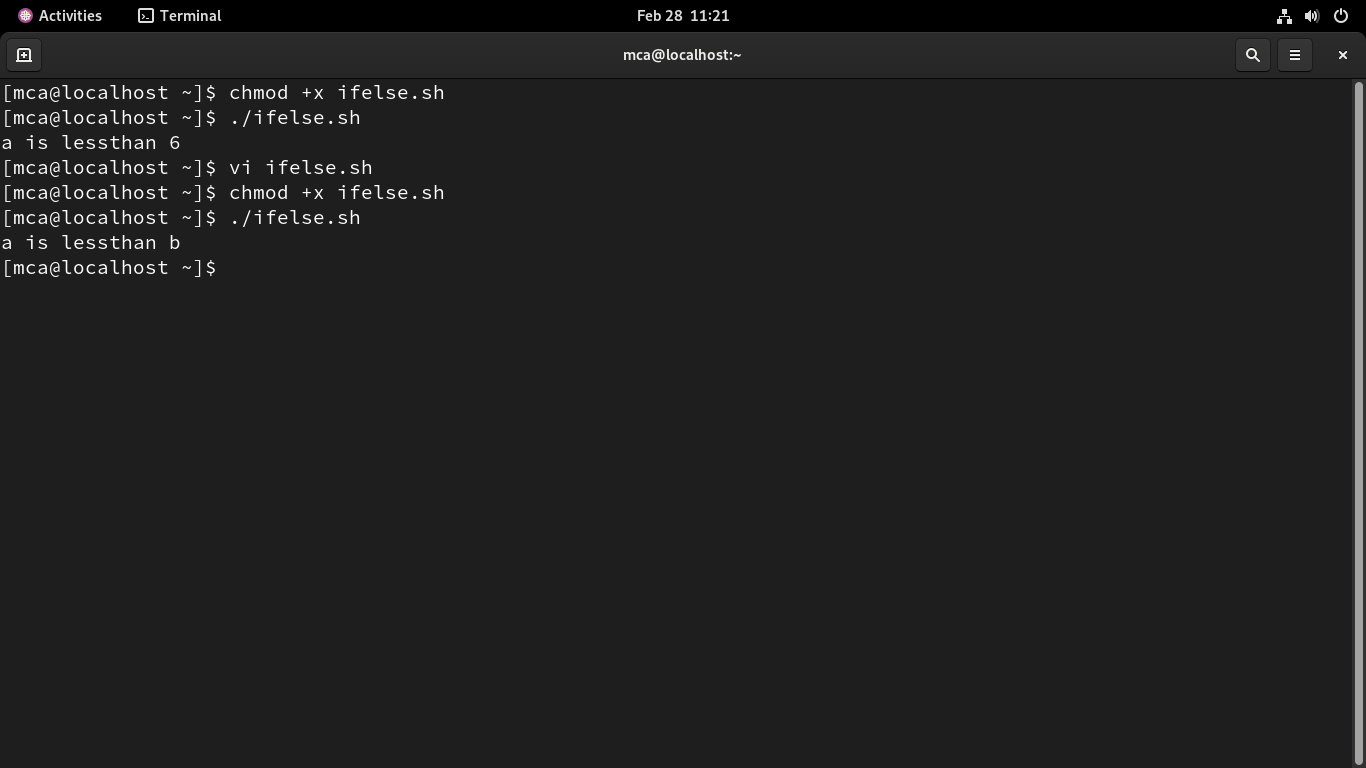 Activities Terminal Feb 28 11:21
mca@localhost:~
[mca@localhost ~]$ chmod +x ifelse.sh
[mca@localhost ~]$ ./ifelse.sh
a is lessthan 6
[mca@localhost ~]$ vi ifelse.sh
[mca@localhost ~]$ chmod +x ifelse.sh
[mca@localhost ~]$ ./ifelse.sh
a is lessthan b
[mca@localhost ~]$